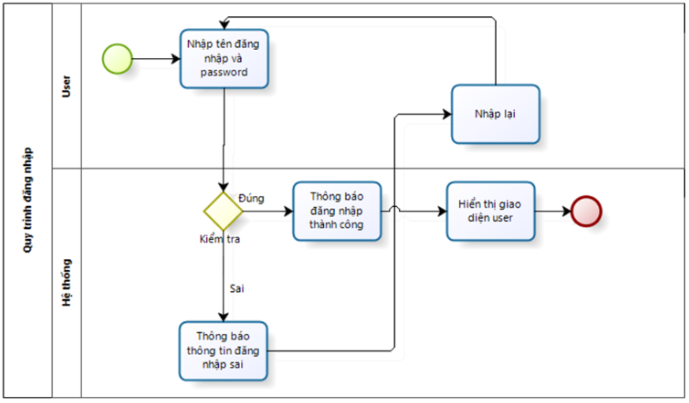 Quy trình đăng nhập
User
Nhập tên đăng
nhập và
password
Nhập lại
Hệ thống
Đúng
Kiểm tra
Thông báo
đăng nhập
thành công
Hiển thị giao
diện user
Sai
Thông báo
thông tin đăng
nhập sai